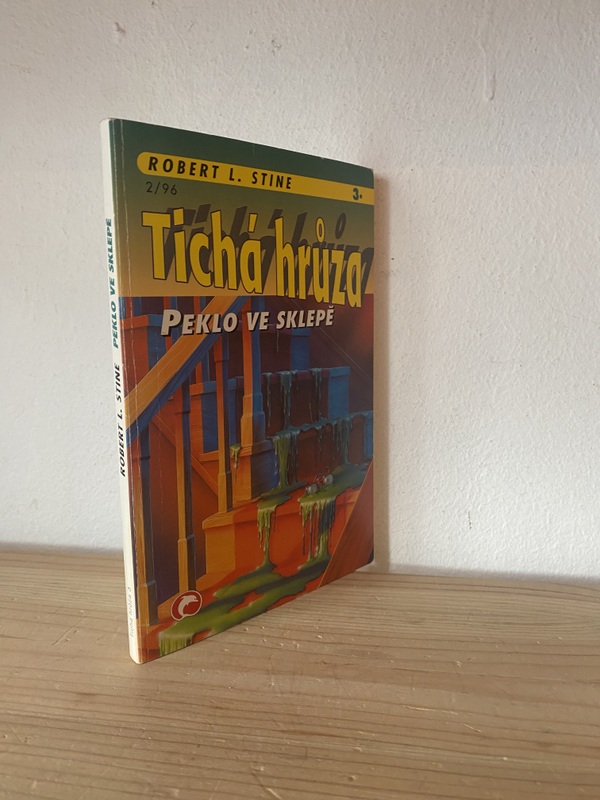 ROBERT L. STINE
2/96
3.
Tichá hrůza
PEKLO VE SKLEPĚ
ROBERT L. STINE PEKLO VE SKLEPĚ